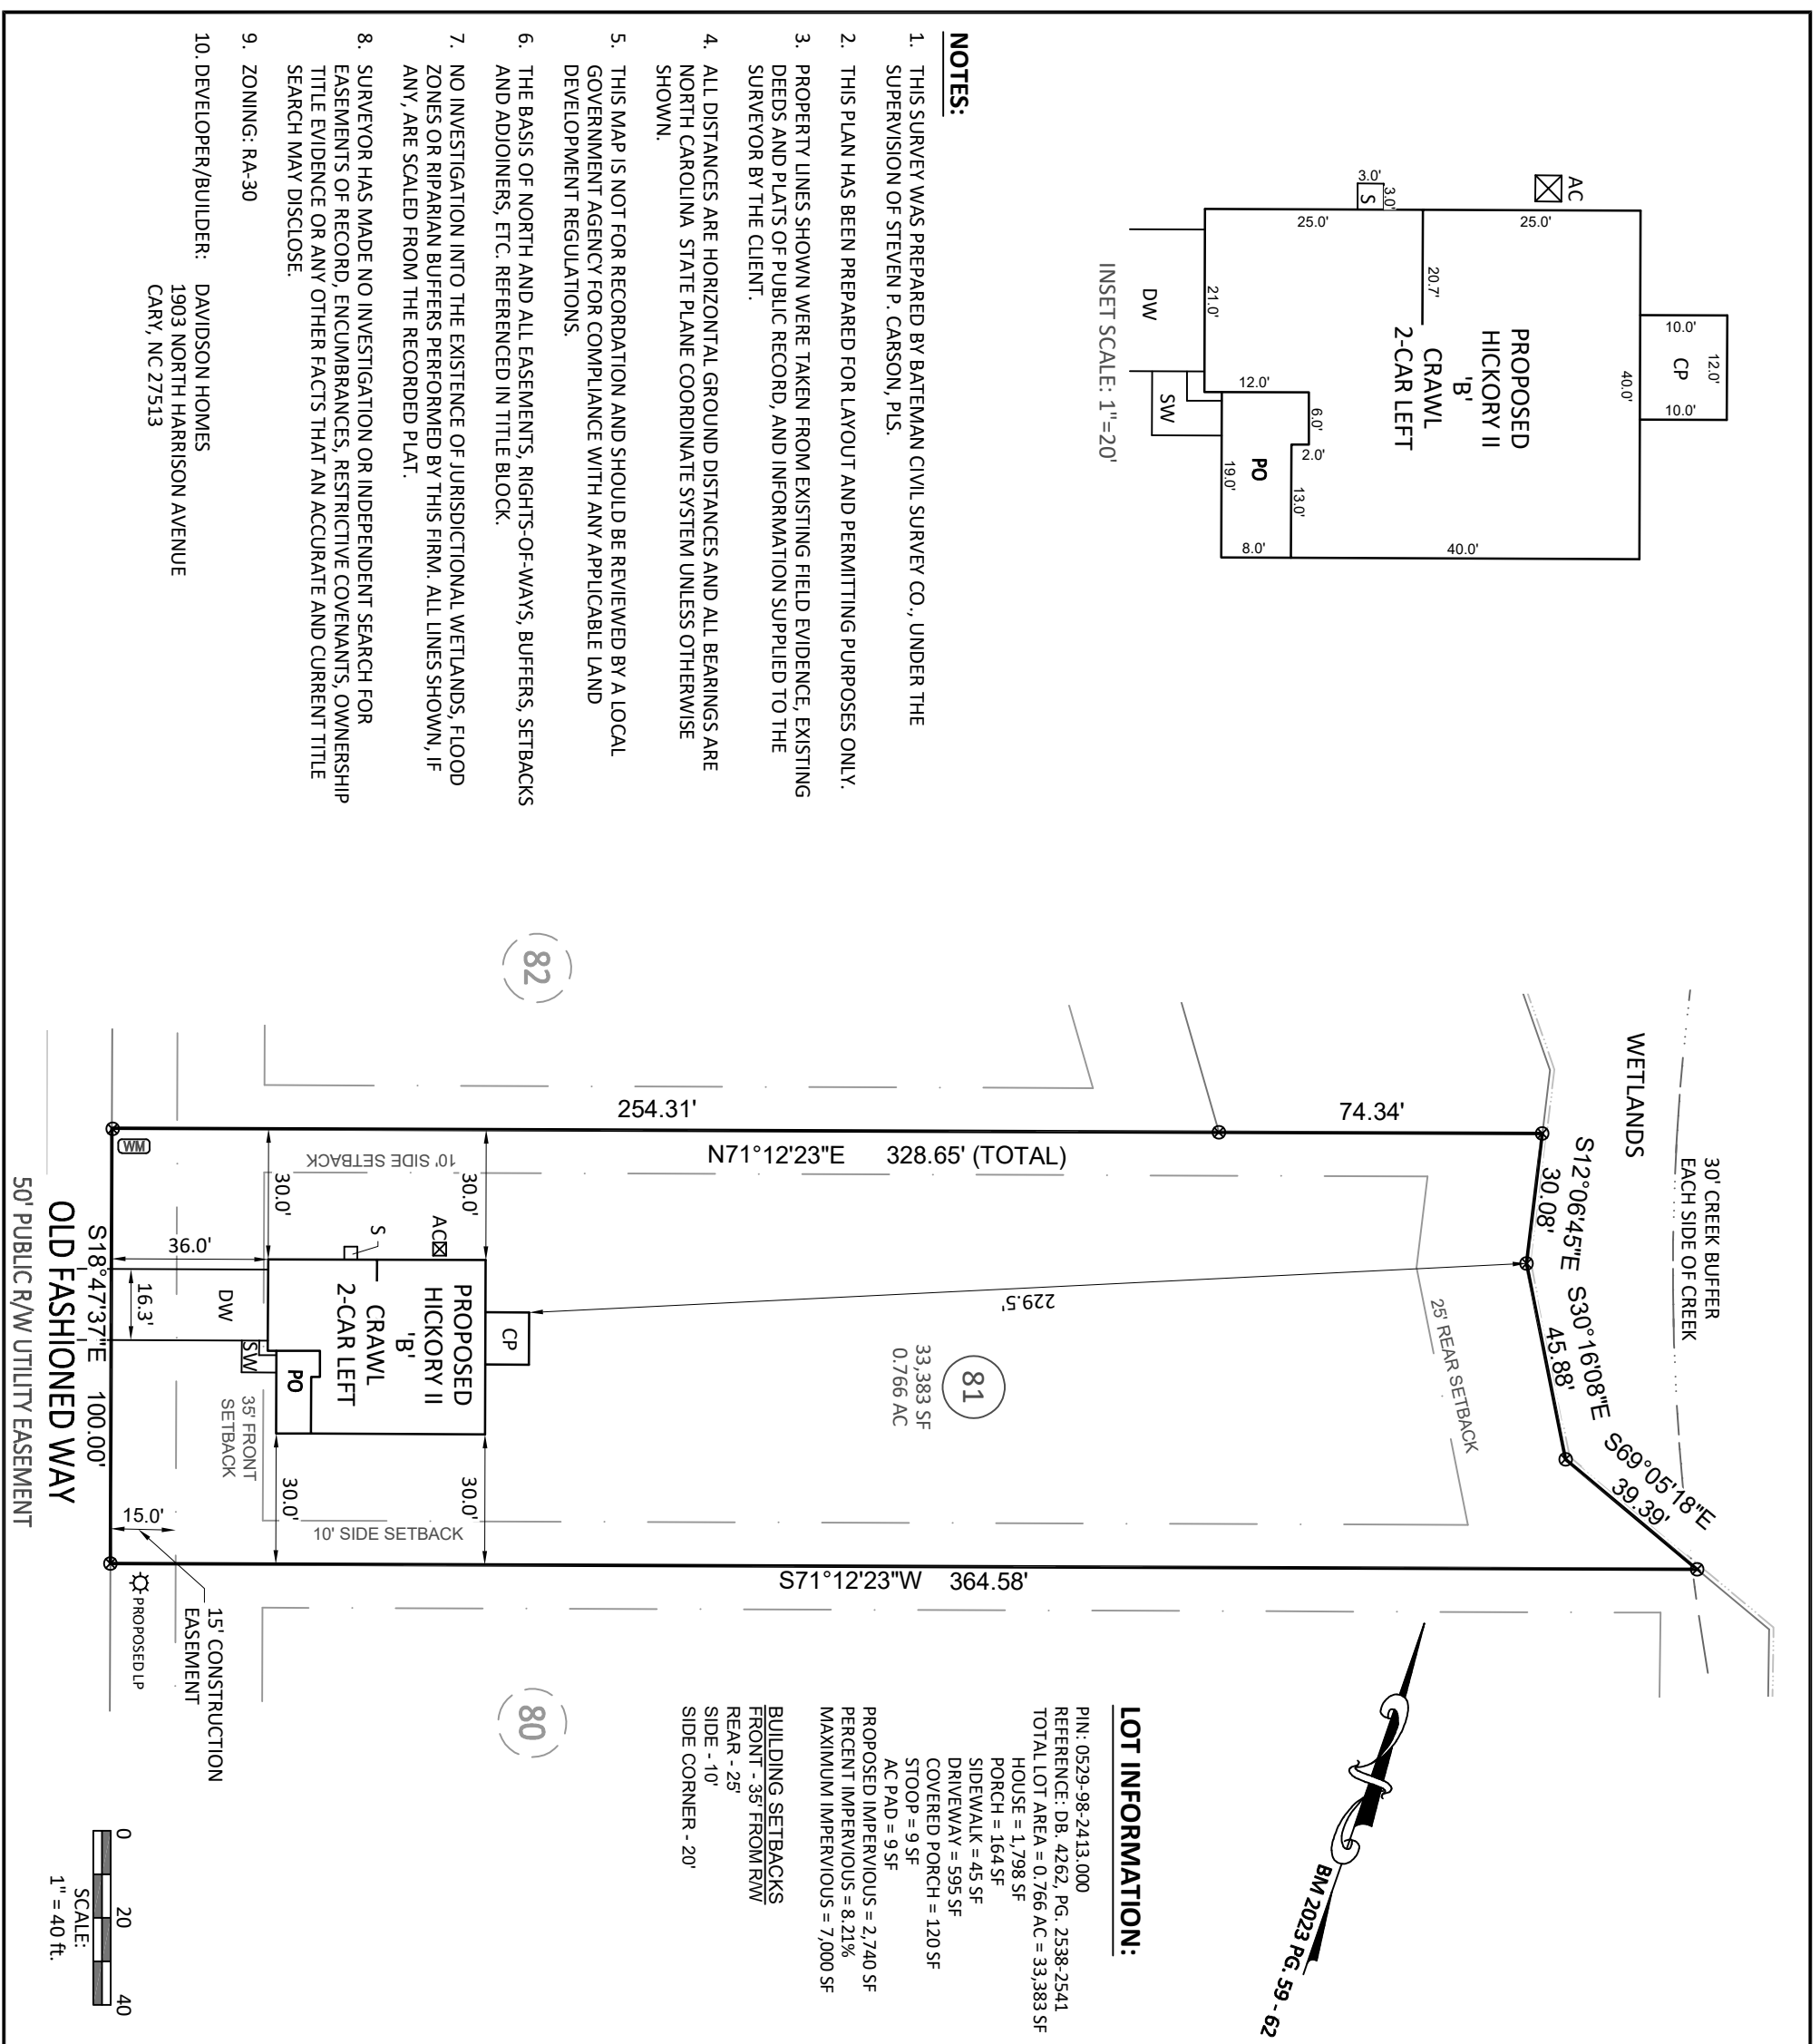 AC
3.0'
3.0'
S
25.0'
25.0'
20.7'
10.0'
12.0'
CP
10.0'
40.0'
PROPOSED
HICKORY II
'B'
CRAWL
2-CAR LEFT
21.0'
DW
12.0'
6.0'
2.0'
SW
PO
19.0'
13.0'
8.0'
40.0'
INSET SCALE: 1"=20'
NOTES:
1. THIS SURVEY WAS PREPARED BY BATEMAN CIVIL SURVEY CO., UNDER THE
SUPERVISION OF STEVEN P. CARSON, PLS.
2. THIS PLAN HAS BEEN PREPARED FOR LAYOUT AND PERMITTING PURPOSES ONLY.
3. PROPERTY LINES SHOWN WERE TAKEN FROM EXISTING FIELD EVIDENCE, EXISTING
DEEDS AND PLATS OF PUBLIC RECORD, AND INFORMATION SUPPLIED TO THE
SURVEYOR BY THE CLIENT.
4. ALL DISTANCES ARE HORIZONTAL GROUND DISTANCES AND ALL BEARINGS ARE
NORTH CAROLINA STATE PLANE COORDINATE SYSTEM UNLESS OTHERWISE
SHOWN.
5. THIS MAP IS NOT FOR RECORDATION AND SHOULD BE REVIEWED BY A LOCAL
GOVERNMENT AGENCY FOR COMPLIANCE WITH ANY APPLICABLE LAND
DEVELOPMENT REGULATIONS.
6. THE BASIS OF NORTH AND ALL EASEMENTS, RIGHTS-OF-WAYS, BUFFERS, SETBACKS
AND ADJOINERS, ETC. REFERENCED IN TITLE BLOCK.
7. NO INVESTIGATION INTO THE EXISTENCE OF JURISDICTIONAL WETLANDS, FLOOD
ZONES OR RIPARIAN BUFFERS PERFORMED BY THIS FIRM. ALL LINES SHOWN, IF
ANY, ARE SCALED FROM THE RECORDED PLAT.
8. SURVEYOR HAS MADE NO INVESTIGATION OR INDEPENDENT SEARCH FOR
EASEMENTS OF RECORD, ENCUMBRANCES, RESTRICTIVE COVENANTS, OWNERSHIP
TITLE EVIDENCE OR ANY OTHER FACTS THAT AN ACCURATE AND CURRENT TITLE
SEARCH MAY DISCLOSE.
9. ZONING: RA-30
10. DEVELOPER/BUILDER: DAVIDSON HOMES
1903 NORTH HARRISON AVENUE
CARY, NC 27513
30' CREEK BUFFER
EACH SIDE OF CREEK
WETLANDS
S12°06'45"E
30.08'
S30°16'08"E
45.88'
S69°05'18"E
39.39'
25' REAR SETBACK
74.34'
254.31'
N71°12'23"E 328.65' (TOTAL)
82
10' SIDE SETBACK
30.0'
30.0'
229.5'
81
33,383 SF
0.766 AC
CP
AC
S
PROPOSED
HICKORY II
'B'
CRAWL
2-CAR LEFT
PO
SW
DW
36.0'
16.3'
35' FRONT
SETBACK
30.0'
30.0'
10' SIDE SETBACK
15.0'
S71°12'23"W 364.58'
WM
S18°47'37"E 100.00'
OLD FASHIONED WAY
50' PUBLIC R/W UTILITY EASEMENT
PROPOSED LP
15' CONSTRUCTION
EASEMENT
80
BM 2023 PG. 59 - 62
LOT INFORMATION:
PIN: 0529-98-2413.000
REFERENCE: DB. 4262, PG. 2538-2541
TOTAL LOT AREA = 0.766 AC = 33,383 SF
HOUSE = 1,798 SF
PORCH = 164 SF
SIDEWALK = 45 SF
DRIVEWAY = 595 SF
COVERED PORCH = 120 SF
STOOP = 9 SF
AC PAD = 9 SF
PROPOSED IMPERVIOUS = 2,740 SF
PERCENT IMPERVIOUS = 8.21%
MAXIMUM IMPERVIOUS = 7,000 SF
BUILDING SETBACKS
FRONT - 35' FROM R/W
REAR - 25'
SIDE - 10'
SIDE CORNER - 20'
0 20 40
SCALE:
1" = 40 ft.